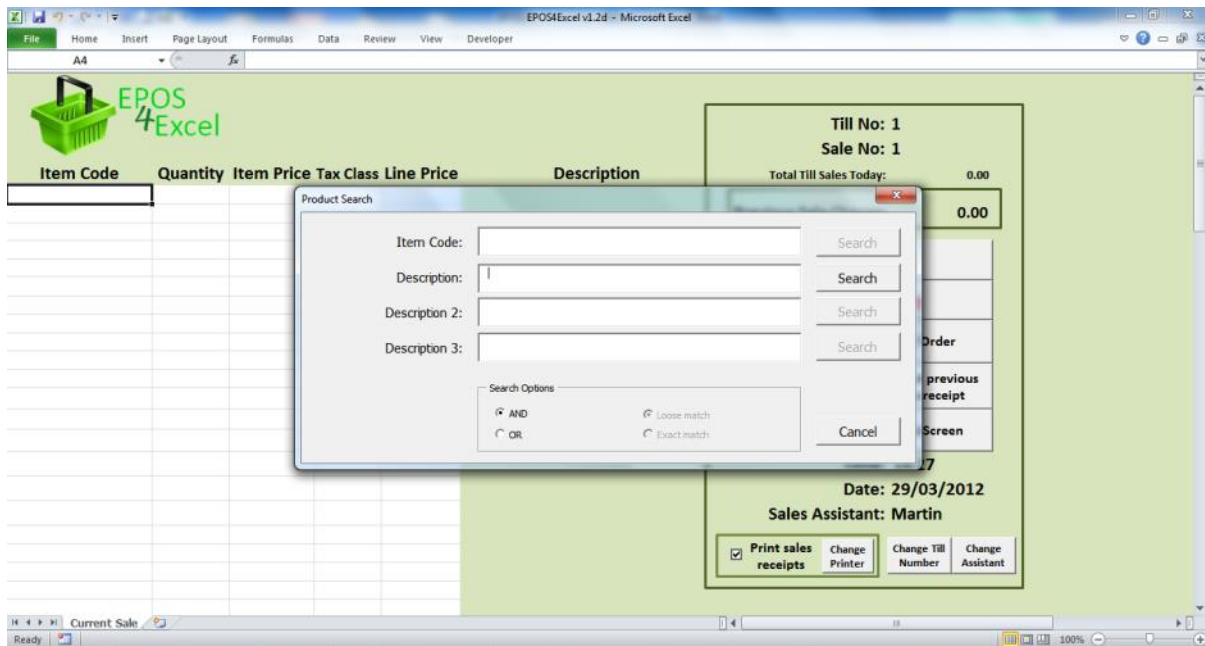 EPOS4Excel v1.2d - Microsoft Excel
File Home Insert Page Layout Formulas Data Review View Developer
A4 fx
EPOS
4Excel
Till No: 1
Sale No: 1
Item Code Quantity Item Price Tax Class Line Price Description
Total Till Sales Today: 0.00
0.00
Product Search
Item Code: Search
Description: Search
Description 2: Search
Description 3: Search
Order
previous
receipt
Screen
Search Options
AND Loose match
OR Exact match
Cancel
27
Date: 29/03/2012
Sales Assistant: Martin
Print sales
receipts
Change
Printer
Change Till
Number
Change
Assistant
Current Sale
Ready 100%